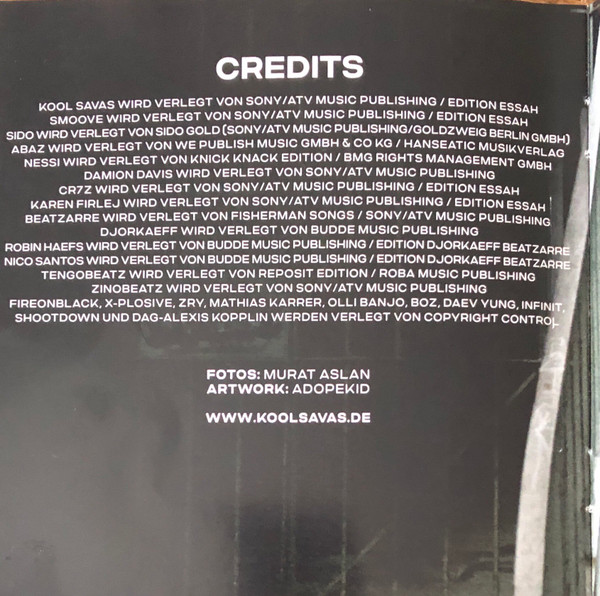 CREDITS
KOOL SAVAS WIRD VERLEGT VON SONY/ATV MUSIC PUBLISHING / EDITION ESSAH
SMOOVE WIRD VERLEGT VON SONY/ATV MUSIC PUBLISHING / EDITION ESSAH
SIDO WIRD VERLEGT VON SIDO GOLD (SONY/ATV MUSIC PUBLISHING/GOLDZWEIG BERLIN GMBH)
ABAZ WIRD VERLEGT VON WE PUBLISH MUSIC GMBH & CO KG / HANSEATIC MUSIKVERLAG
NESSI WIRD VERLEGT VON KNICK KNACK EDITION / BMG RIGHTS MANAGEMENT GMBH
DAMION DAVIS WIRD VERLEGT VON SONY/ATV MUSIC PUBLISHING
CR7Z WIRD VERLEGT VON SONY/ATV MUSIC PUBLISHING / EDITION ESSAH
KAREN FIRLEJ WIRD VERLEGT VON SONY/ATV MUSIC PUBLISHING / EDITION ESSAH
BEATZARRE WIRD VERLEGT VON FISHERMAN SONGS / SONY/ATV MUSIC PUBLISHING
DJORKAEFF WIRD VERLEGT VON BUDDE MUSIC PUBLISHING
ROBIN HAEFS WIRD VERLEGT VON BUDDE MUSIC PUBLISHING / EDITION DJORKAEFF BEATZARRE
NICO SANTOS WIRD VERLEGT VON BUDDE MUSIC PUBLISHING / EDITION DJORKAEFF BEATZARRE
TENGOBEATZ WIRD VERLEGT VON REPOSIT EDITION / ROBA MUSIC PUBLISHING
ZINOBEATZ WIRD VERLEGT VON SONY/ATV MUSIC PUBLISHING
FIREONBLACK, X-PLOSIVE, ZRY, MATHIAS KARRER, OLLI BANJO, BOZ, DAEV YUNG, INFINIT,
SHOOTDOWN UND DAG-ALEXIS KOPPLIN WERDEN VERLEGT VON COPYRIGHT CONTROL
FOTOS: MURAT ASLAN
ARTWORK: ADOPEKID
WWW.KOOLSAVAS.DE